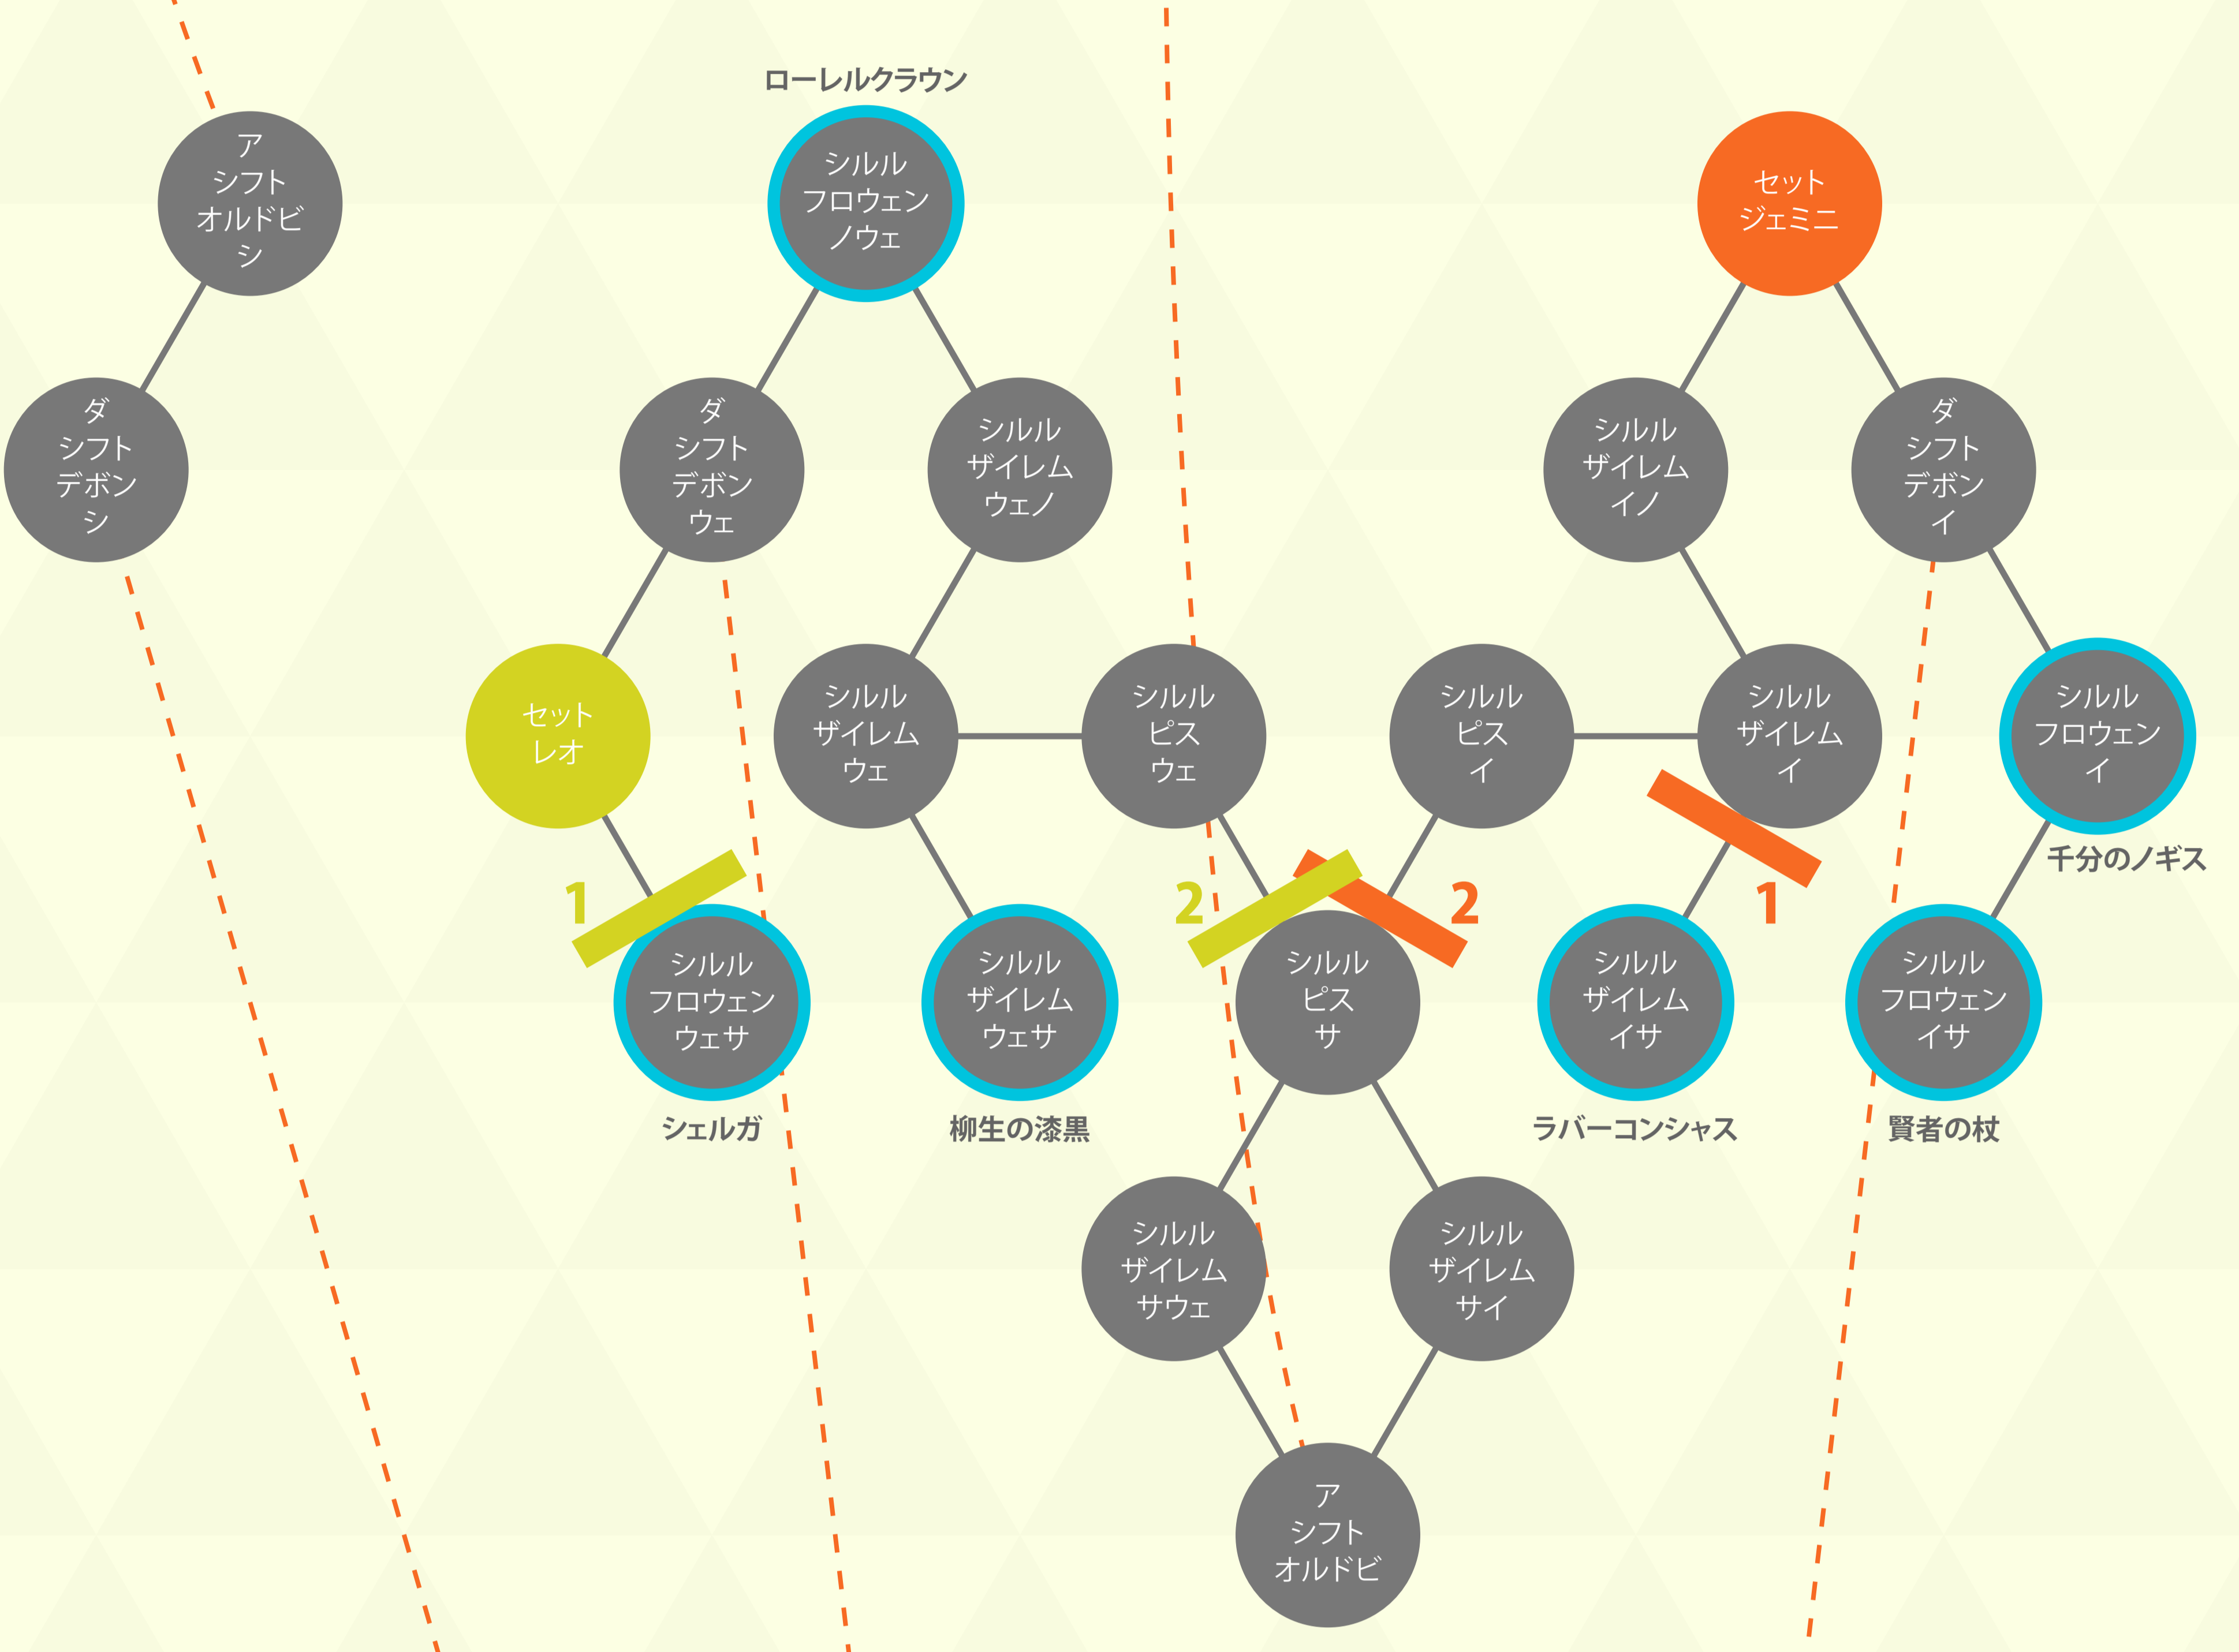 ローレルクラウン
ア
シフト
オルドビ
シ
シルル
フロウェン
ノウェ
セット
ジェミニ
ダ
シフト
デボン
シ
ダ
シフト
デボン
ウェ
シルル
ザイレム
ウェノ
シルル
ザイレム
イノ
ダ
シフト
デボン
イ
セット
レオ
シルル
ザイレム
ウェ
シルル
ピス
ウェ
シルル
ピス
イ
シルル
ザイレム
イ
シルル
フロウェン
イ
千分のノギス
1
2
2
1
シルル
フロウェン
ウェサ
シルル
ザイレム
ウェサ
シルル
ピス
サ
シルル
ザイレム
イサ
シルル
フロウェン
イサ
シェルガ
柳生の漆黒
ラバーコンシャス
賢者の杖
シルル
ザイレム
サウェ
シルル
ザイレム
サイ
ア
シフト
オルドビ